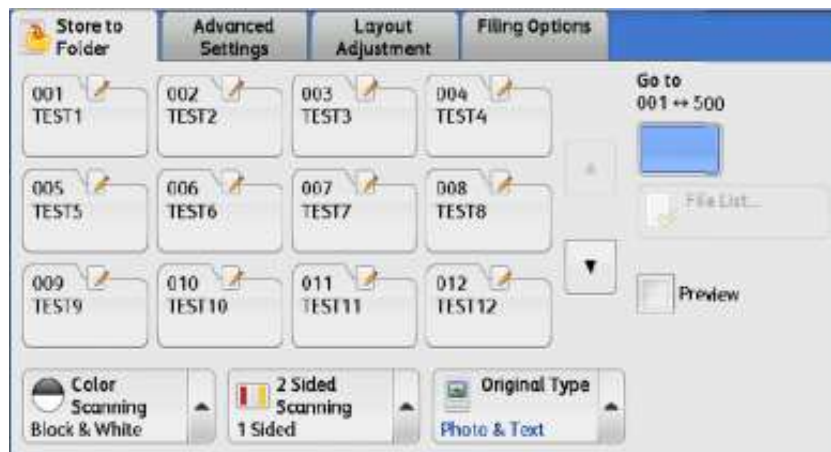 Store to
Folder
Advanced
Settings
Layout
Adjustment
Filing Options
001
TEST1
002
TEST2
003
TEST3
004
TEST4
Go to
001 ↔ 500
005
TEST5
006
TEST6
007
TEST7
008
TEST8
File List...
009
TEST9
010
TEST10
011
TEST11
012
TEST12
Preview
Color
Scanning
Black & White
2 Sided
Scanning
1 Sided
Original Type
Photo & Text